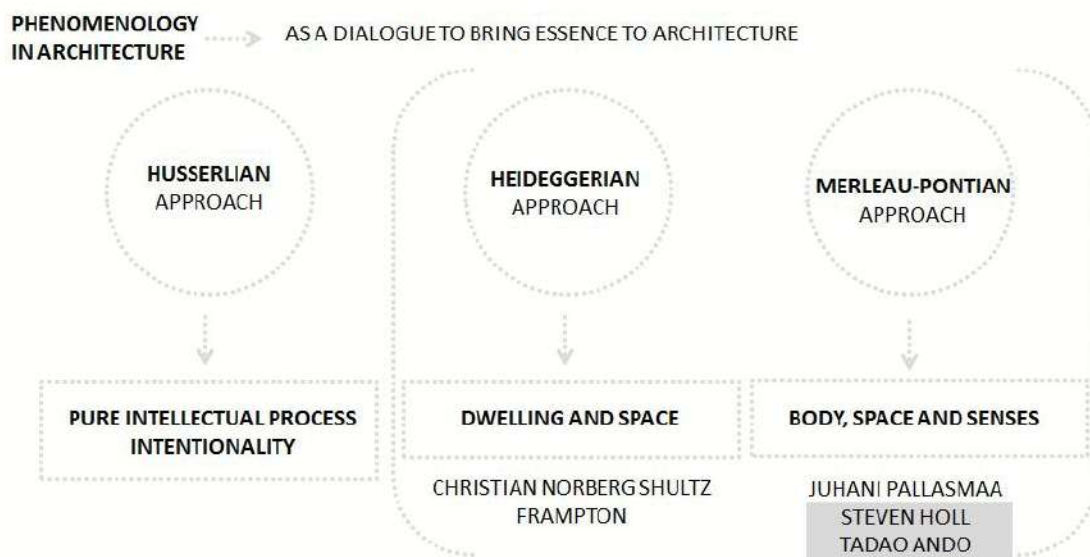 PHENOMENOLOGY
IN ARCHITECTURE
AS A DIALOGUE TO BRING ESSENCE TO ARCHITECTURE
HUSSERLIAN
APPROACH
HEIDEGGERIAN
APPROACH
MERLEAU-PONTIAN
APPROACH
PURE INTELLECTUAL PROCESS
INTENTIONALITY
DWELLING AND SPACE
BODY, SPACE AND SENSES
CHRISTIAN NORBERG SHULTZ
FRAMPTON
JUHANI PALLASMAA
STEVEN HOLL
TADAO ANDO